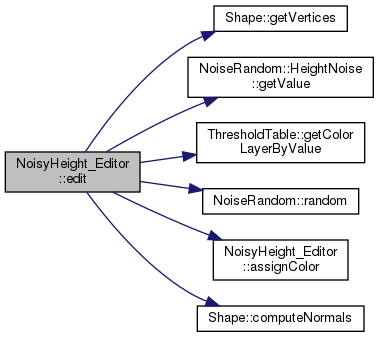 Shape::getVertices
NoiseRandom::HeightNoise
::getValue
ThresholdTable::getColor
LayerByValue
NoisyHeight_Editor
::edit
NoiseRandom::random
NoisyHeight_Editor
::assignColor
Shape::computeNormals